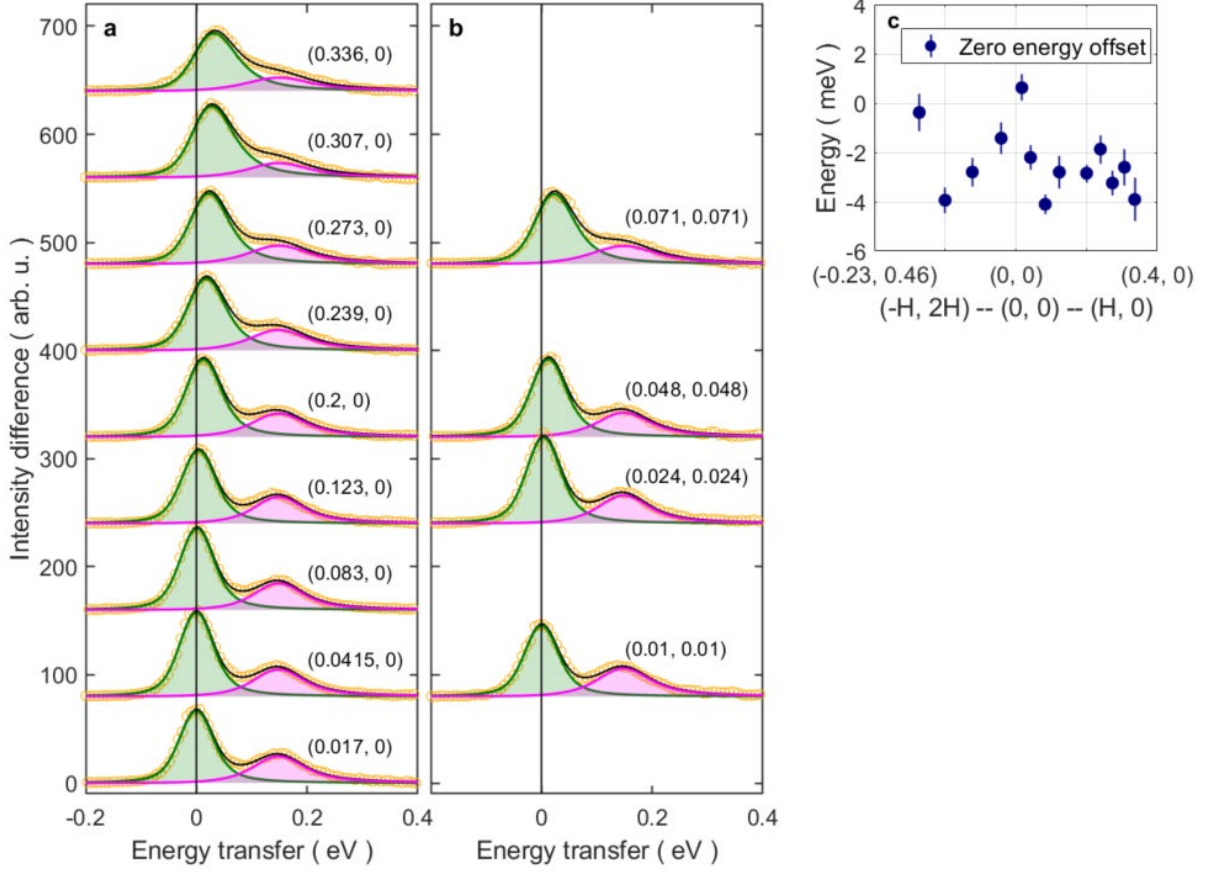 a
700
600
500
400
300
200
100
0
Intensity difference ( arb. u. )
(0.336, 0)
(0.307, 0)
(0.273, 0)
(0.239, 0)
(0.2, 0)
(0.123, 0)
(0.083, 0)
(0.0415, 0)
(0.017, 0)
-0.2 0 0.2 0.4
Energy transfer ( eV )
b
(0.071, 0.071)
(0.048, 0.048)
(0.024, 0.024)
(0.01, 0.01)
0 0.2 0.4
Energy transfer ( eV )
c
Zero energy offset
4
2
0
-2
-4
-6
Energy ( meV )
(-0.23, 0.46) (0, 0) (0.4, 0)
(-H, 2H) -- (0, 0) -- (H, 0)